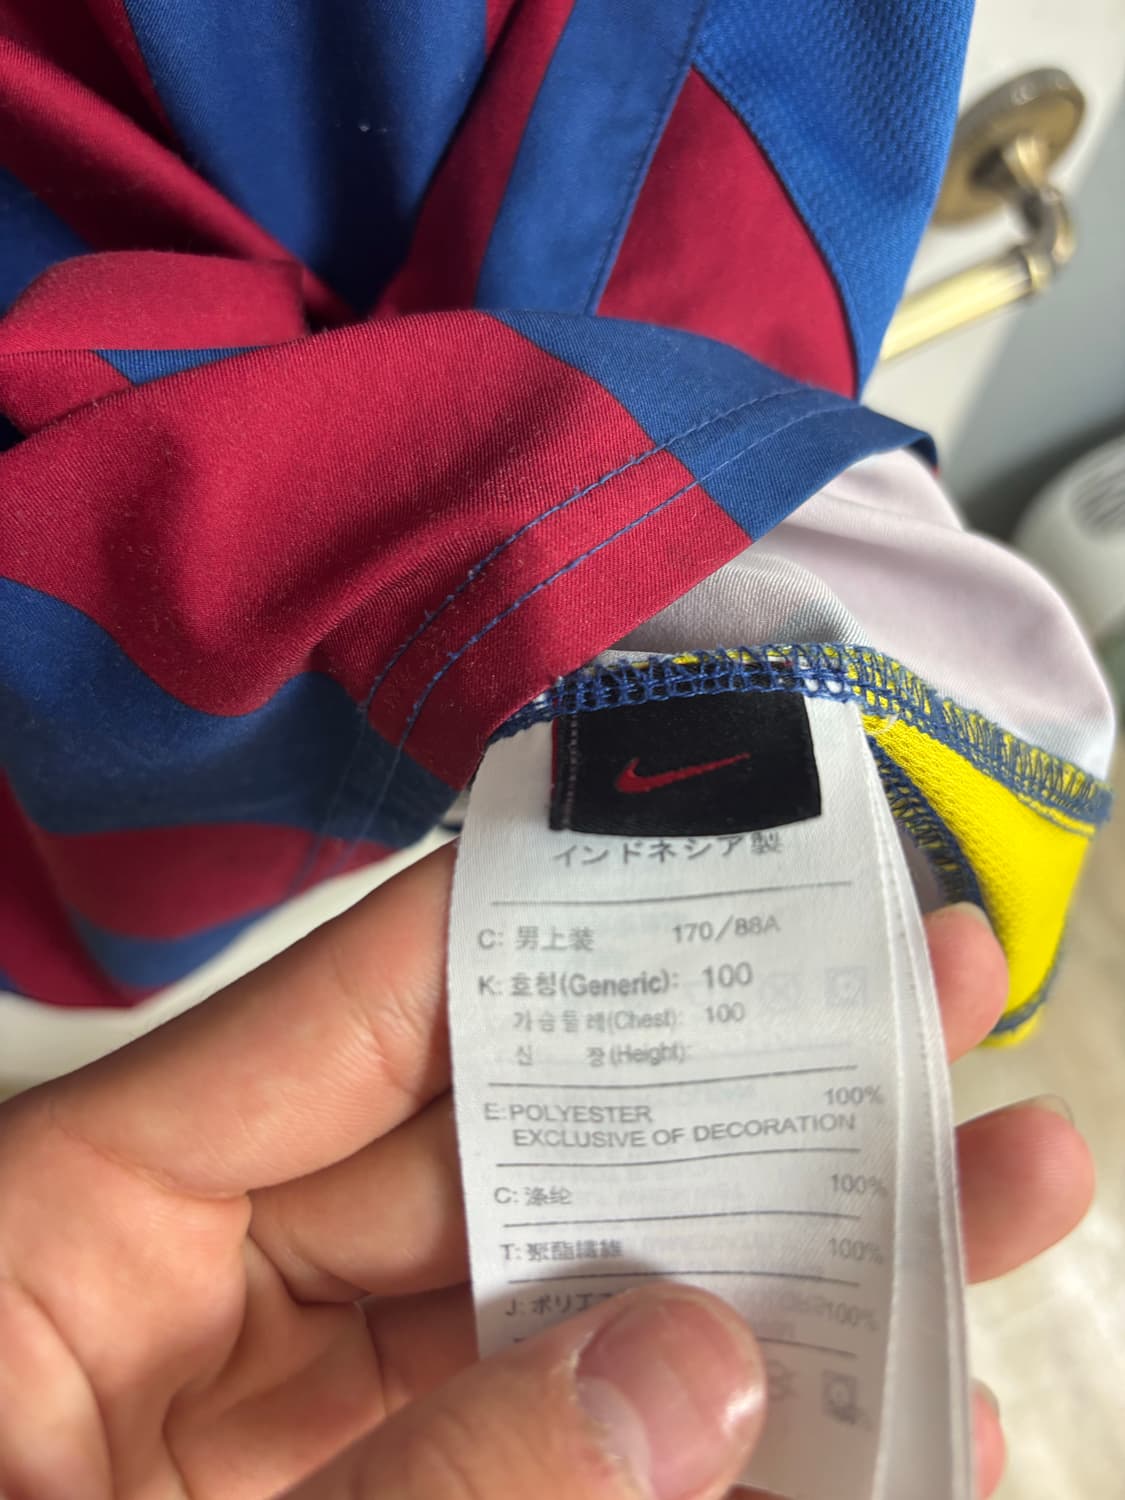 インドネシア製
C: 男上装 170/88A
K: 호칭(Generic): 100
가슴둘레(Chest): 100
신 장(Height):
E: POLYESTER 100%
EXCLUSIVE OF DECORATION
C: 涤纶 100%
T: 聚酯纖維 100%
J: ポリエス 100%